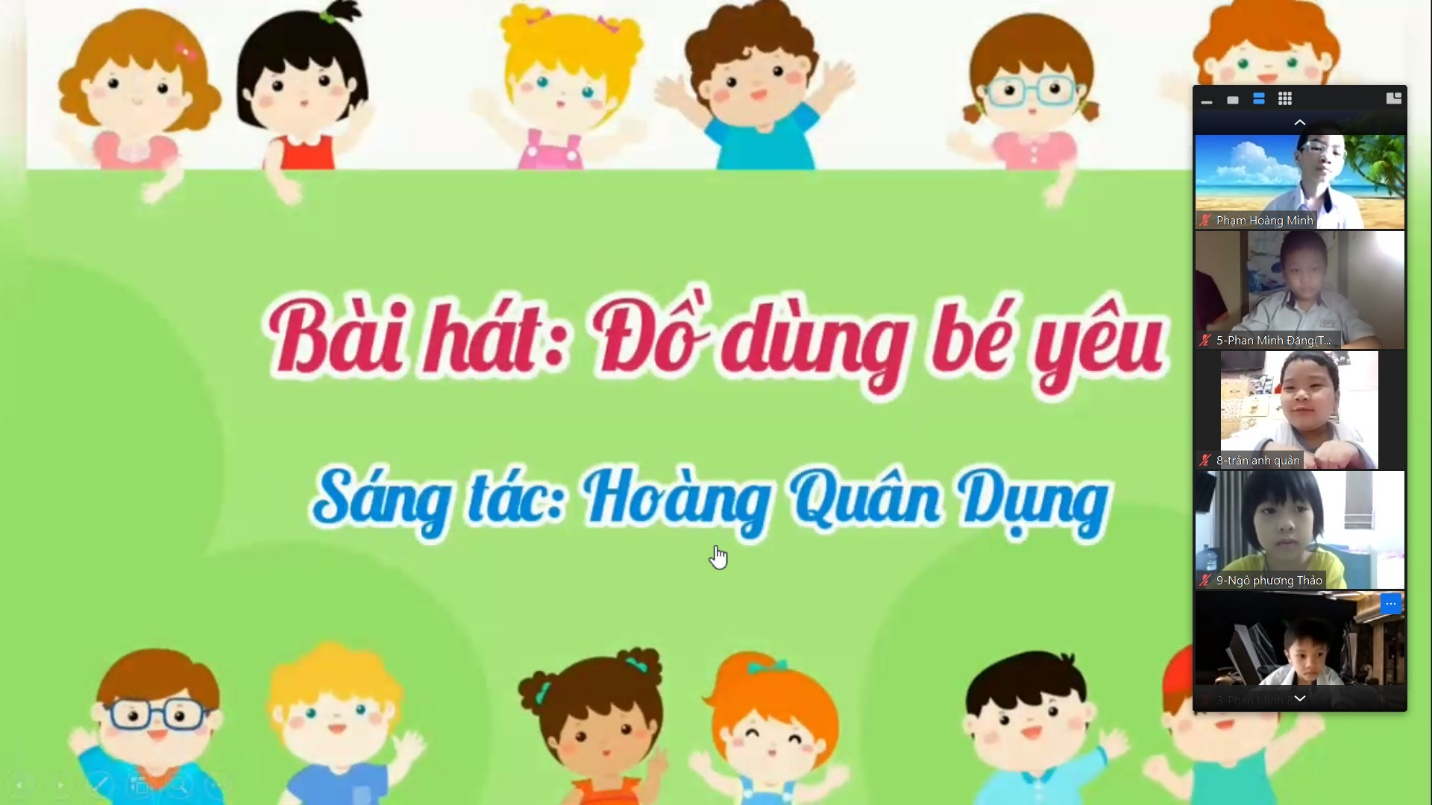 Bài hát: Đồ dùng bé yêu
Sáng tác: Hoàng Quân Dụng
Phạm Hoàng Minh
5-Phan Minh Đăng(T...
8-trần anh quân
9-Ngô phương Thảo